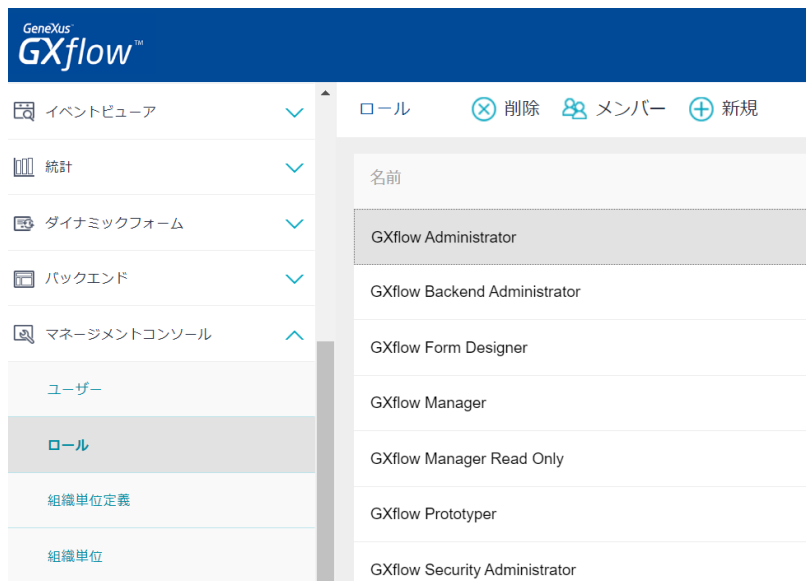 GeneXus™
GXflow™
イベントビューア
統計
ダイナミックフォーム
バックエンド
マネージメントコンソール
ユーザー
ロール
組織単位定義
組織単位
ロール 削除 メンバー 新規
名前
GXflow Administrator
GXflow Backend Administrator
GXflow Form Designer
GXflow Manager
GXflow Manager Read Only
GXflow Prototyper
GXflow Security Administrator